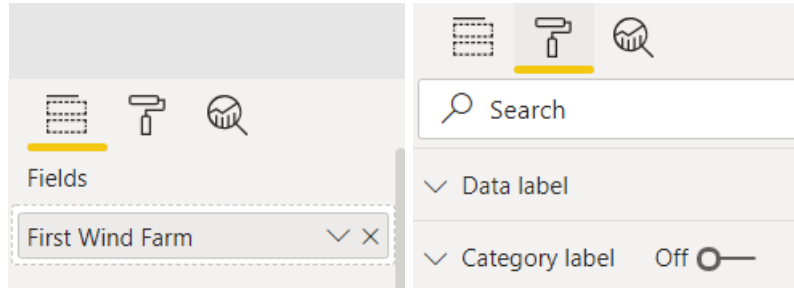 Fields
First Wind Farm
Search
Data label
Category label Off